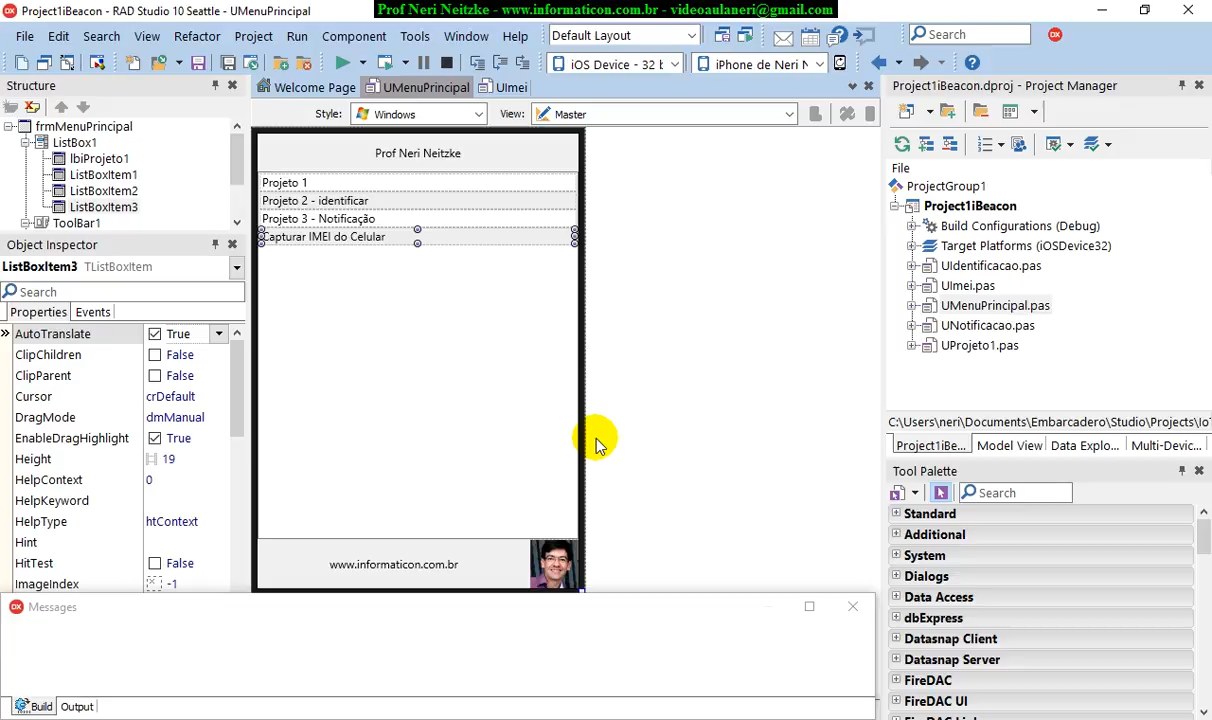 Project1iBeacon - RAD Studio 10 Seattle - UMenuPrincipal
Prof Neri Neitzke - www.informaticon.com.br - videoaulaneri@gmail.com
File Edit Search View Refactor Project Run Component Tools Window Help
Default Layout
Search
iOS Device - 32 b
iPhone de Neri N
Structure
frmMenuPrincipal
ListBox1
lbiProjeto1
ListBoxItem1
ListBoxItem2
ListBoxItem3
ToolBar1
Object Inspector
ListBoxItem3 TListBoxItem
Search
Properties Events
AutoTranslate True
ClipChildren False
ClipParent False
Cursor crDefault
DragMode dmManual
EnableDragHighlight True
Height 19
HelpContext 0
HelpKeyword
HelpType htContext
Hint
HitTest False
ImageIndex -1
Welcome Page UMenuPrincipal UImei
Style: Windows View: Master
Prof Neri Neitzke
Projeto 1
Projeto 2 - identificar
Projeto 3 - Notificação
Capturar IMEI do Celular
www.informaticon.com.br
Messages
Build Output
Project1iBeacon.dproj - Project Manager
File
ProjectGroup1
Project1iBeacon
Build Configurations (Debug)
Target Platforms (iOSDevice32)
UIdentificacao.pas
UImei.pas
UMenuPrincipal.pas
UNotificacao.pas
UProjeto1.pas
C:\Users\neri\Documents\Embarcadero\Studio\Projects\IoT
Project1iBe... Model View Data Explo... Multi-Devic...
Tool Palette
Search
Standard
Additional
System
Dialogs
Data Access
dbExpress
Datasnap Client
Datasnap Server
FireDAC
FireDAC UI
FireDAC Links